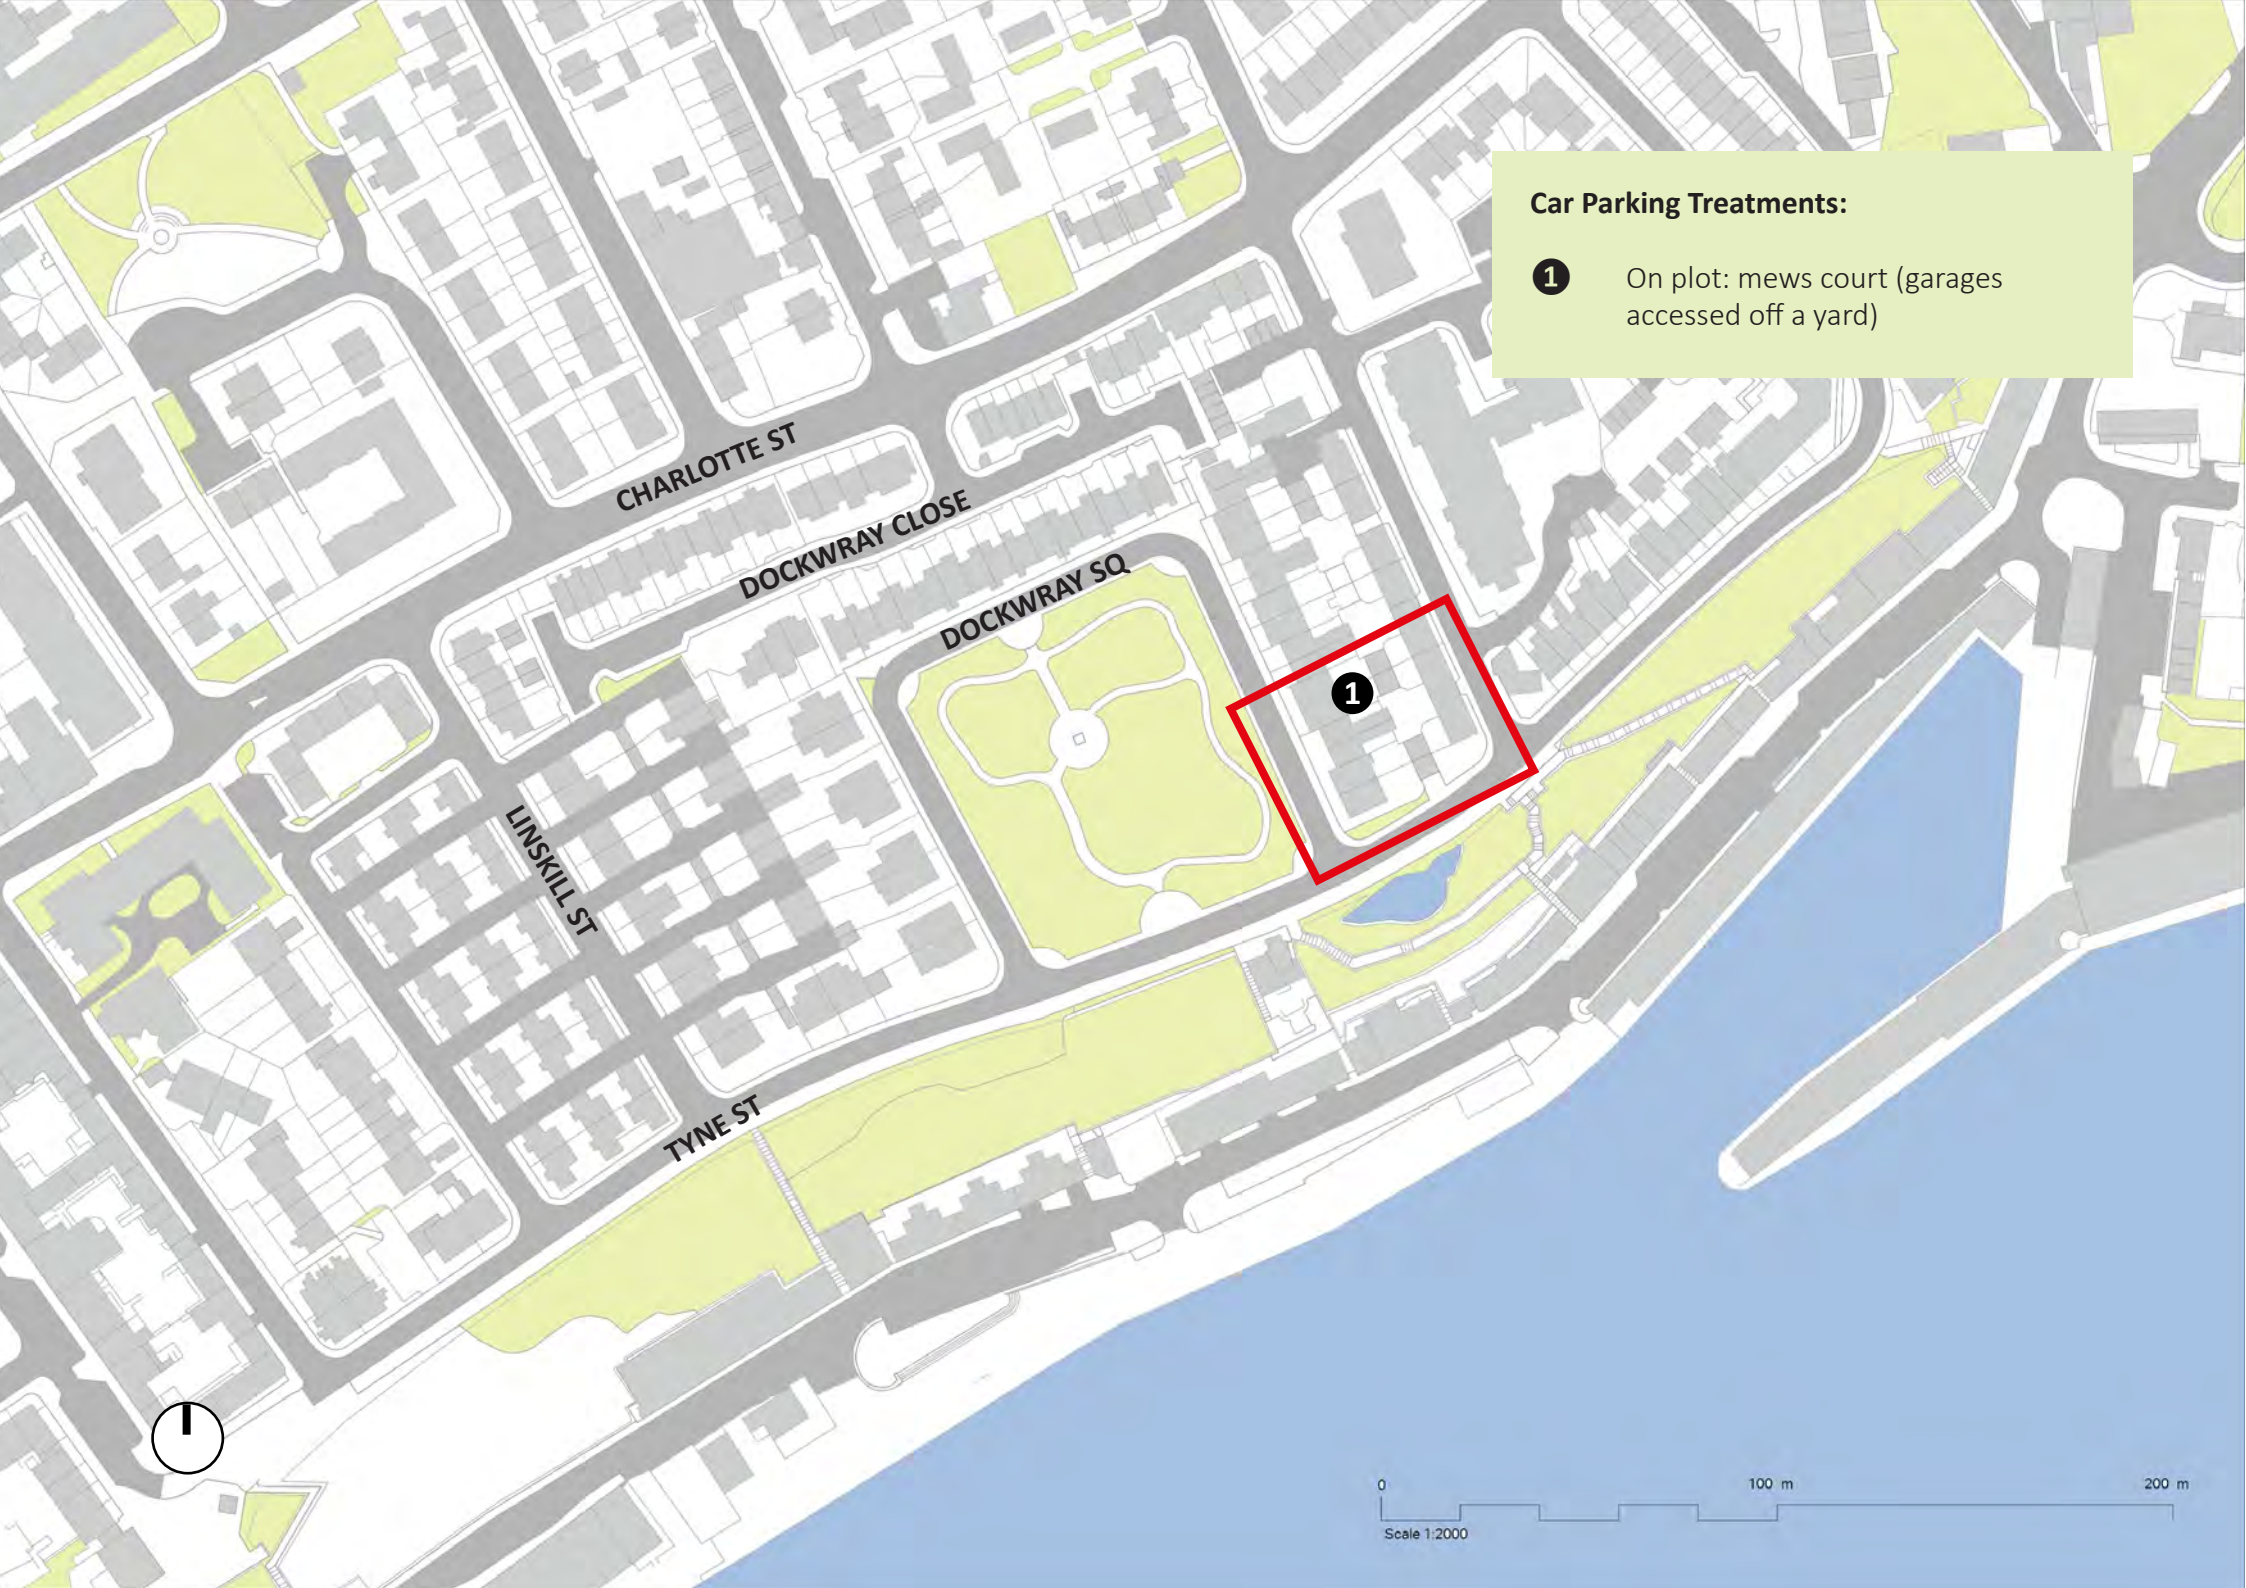 Car Parking Treatments:
1 On plot: mews court (garages
accessed off a yard)
CHARLOTTE ST
DOCKWRAY CLOSE
DOCKWRAY SQ
1
LINSKILL ST
TYNE ST
0 100 m 200 m
Scale 1:2000